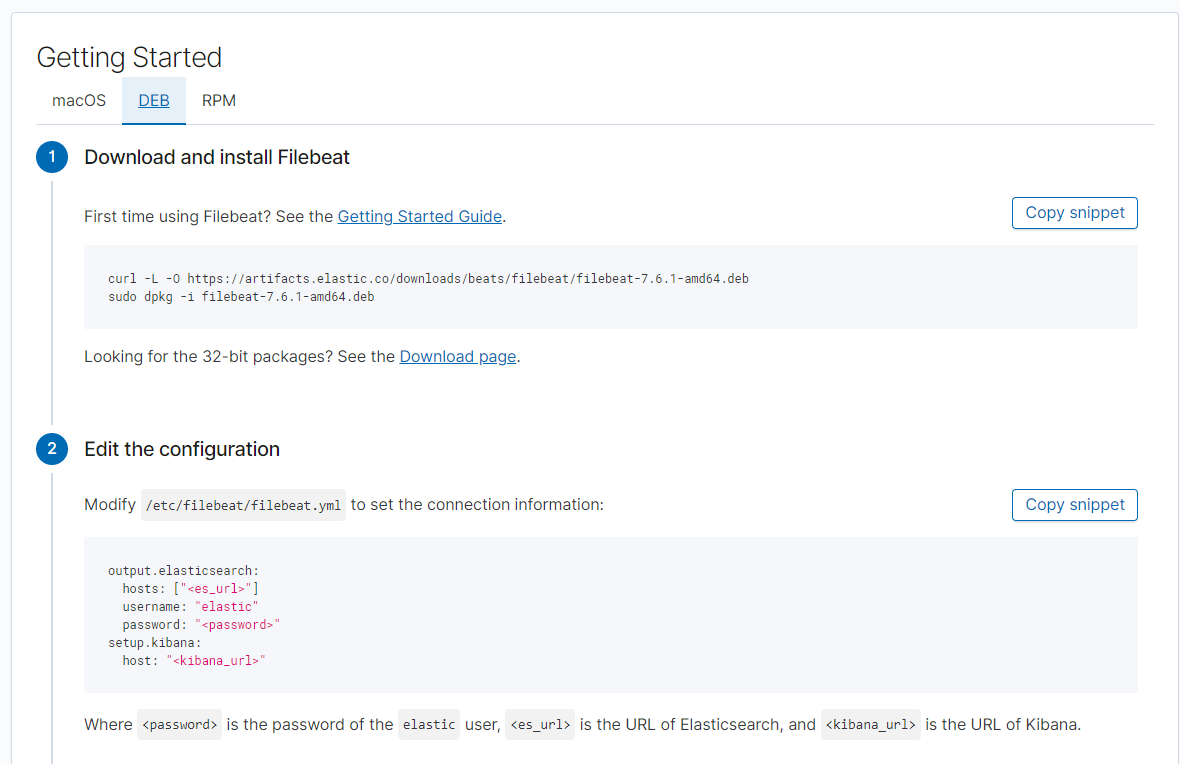 Getting Started
macOS DEB RPM
1 Download and install Filebeat
First time using Filebeat? See the Getting Started Guide. Copy snippet
curl -L -O https://artifacts.elastic.co/downloads/beats/filebeat/filebeat-7.6.1-amd64.deb
sudo dpkg -i filebeat-7.6.1-amd64.deb
Looking for the 32-bit packages? See the Download page.
2 Edit the configuration
Modify /etc/filebeat/filebeat.yml to set the connection information: Copy snippet
output.elasticsearch:
  hosts: ["<es_url>"]
  username: "elastic"
  password: "<password>"
setup.kibana:
  host: "<kibana_url>"
Where <password> is the password of the elastic user, <es_url> is the URL of Elasticsearch, and <kibana_url> is the URL of Kibana.